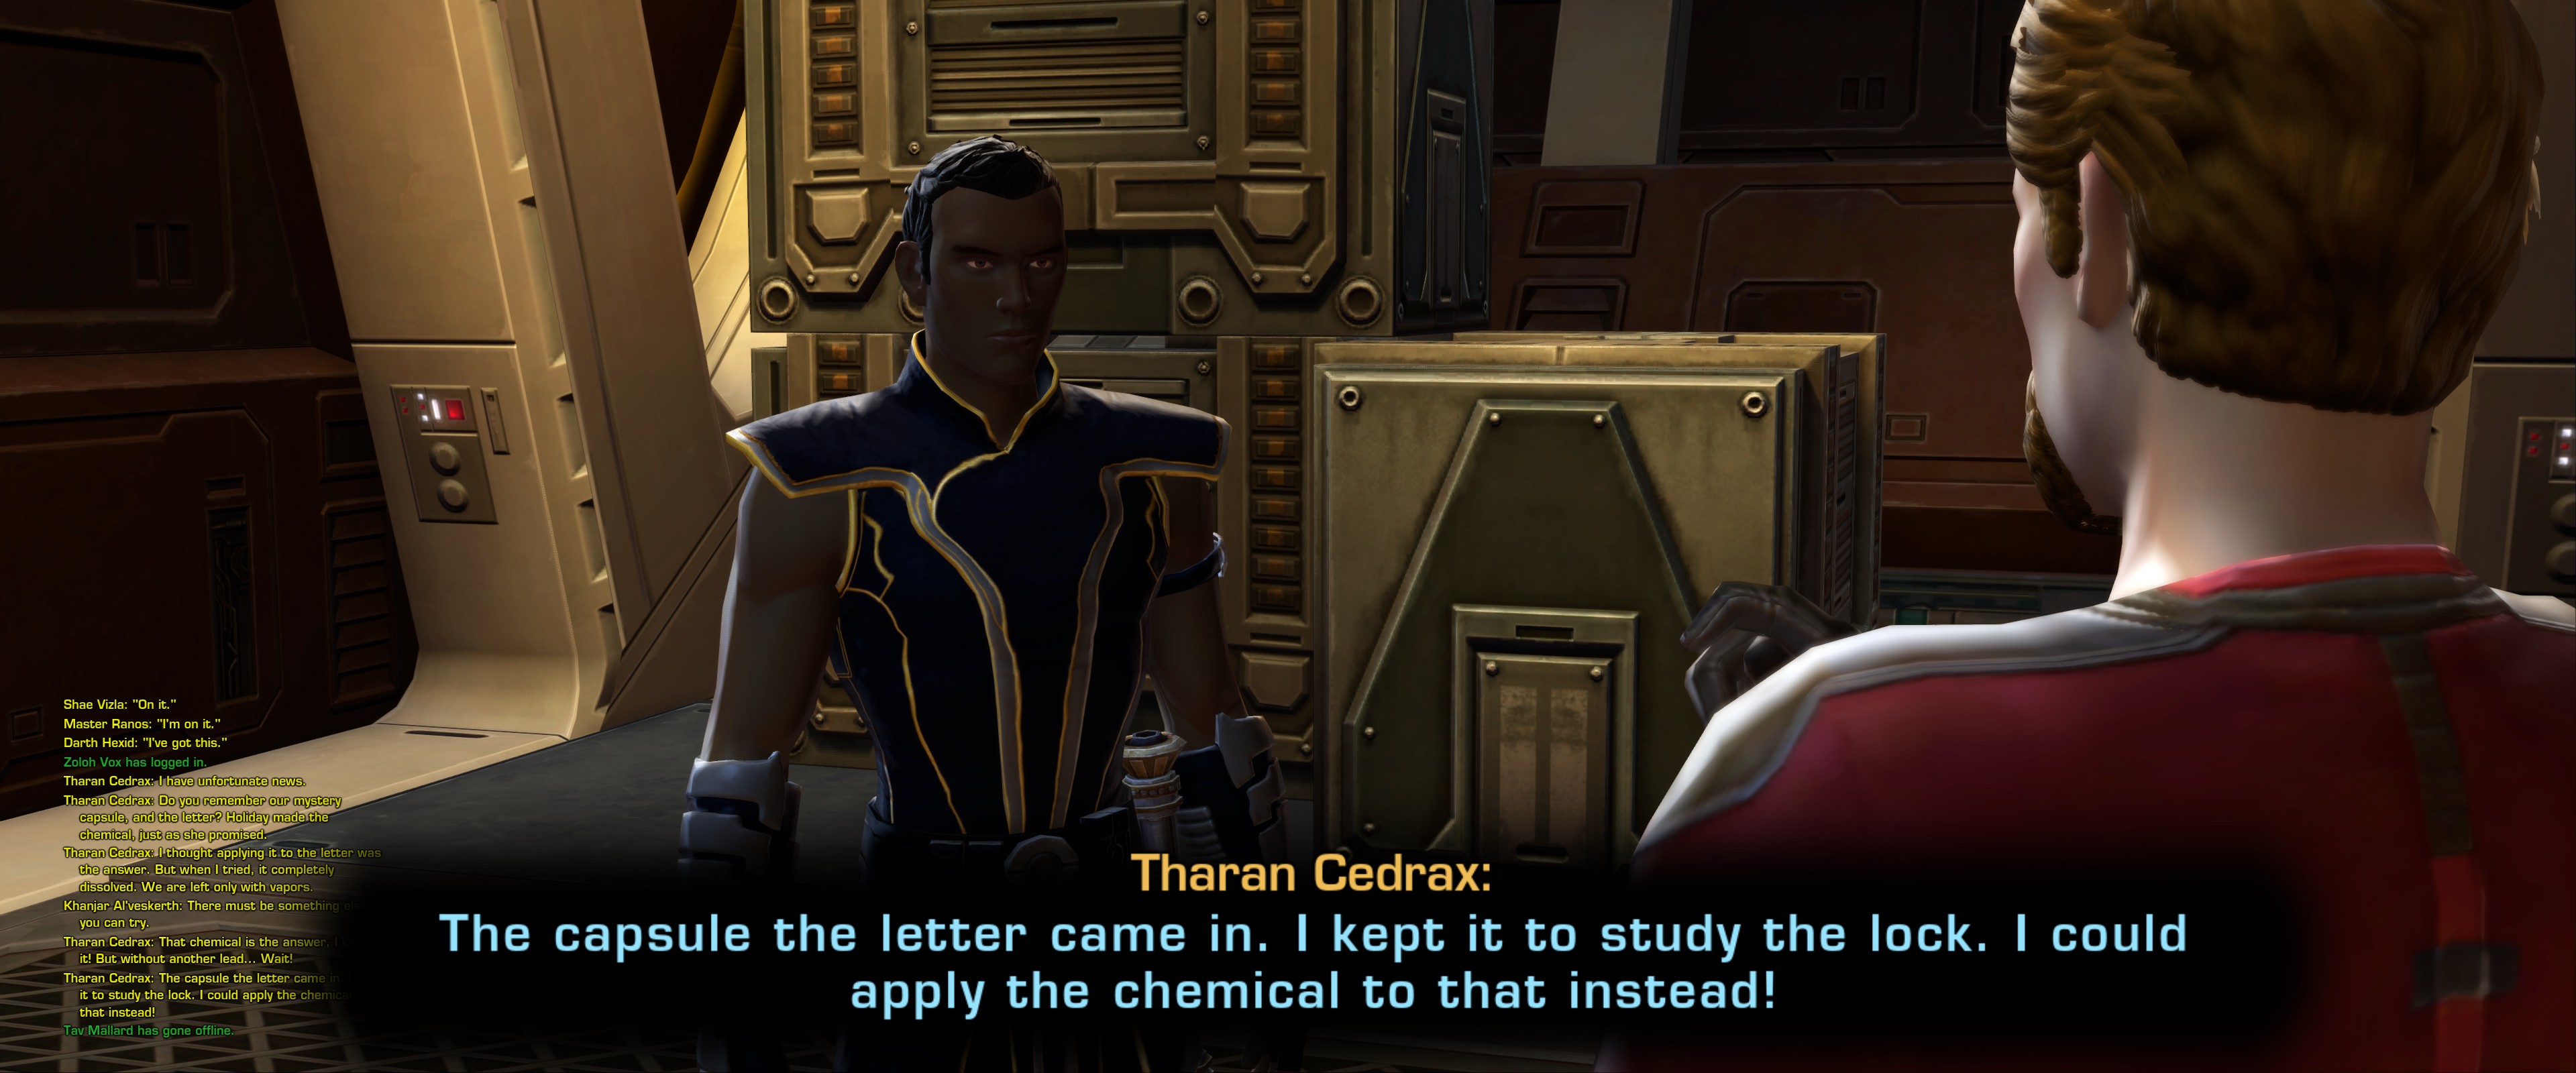 Shae Vizla: "On it."
Master Ranos: "I'm on it."
Darth Hexid: "I've got this."
Zoloh Vox has logged in.
Tharan Cedrax: I have unfortunate news.
Tharan Cedrax: Do you remember our mystery
capsule, and the letter? Holiday made the
chemical, just as she promised.
Tharan Cedrax: I thought applying it to the letter was
the answer. But when I tried, it completely
dissolved. We are left only with vapors.
Khanjar Al'veskerth: There must be something
you can try.
Tharan Cedrax: That chemical is the answer, I
it! But without another lead... Wait!
Tharan Cedrax: The capsule the letter came in.
it to study the lock. I could apply the chemical
that instead!
Tav Mallard has gone offline.
Tharan Cedrax:
The capsule the letter came in. I kept it to study the lock. I could
apply the chemical to that instead!